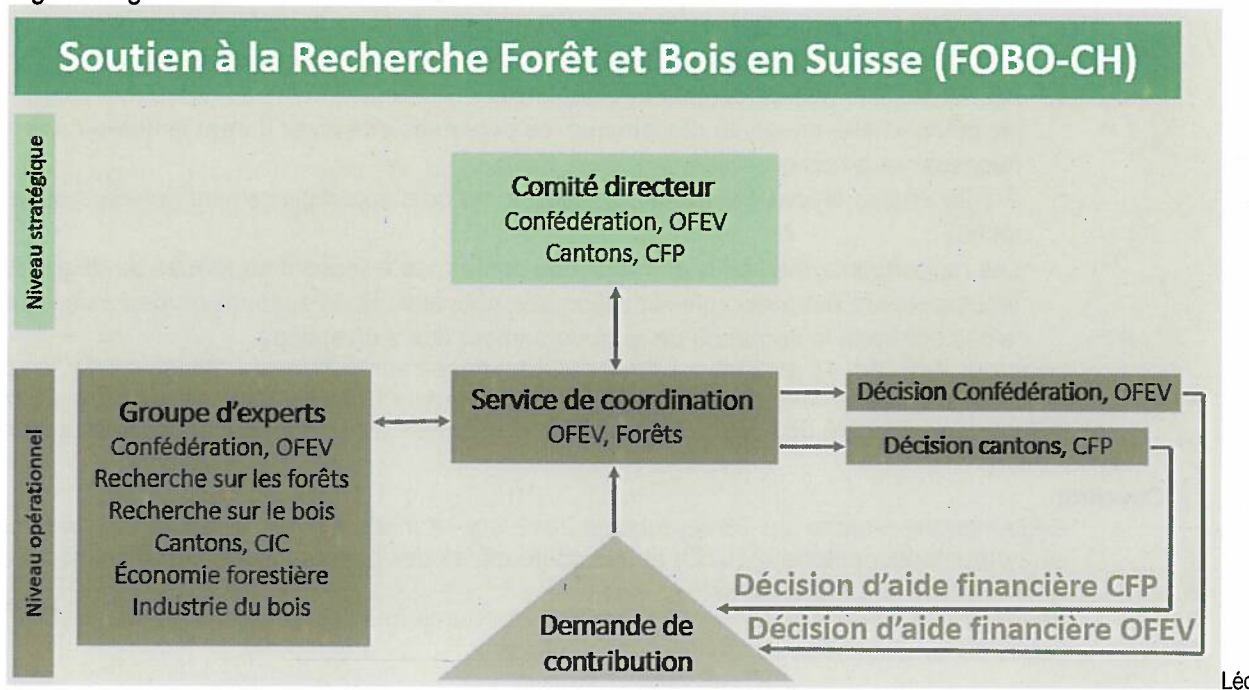 Soutien à la Recherche Forêt et Bois en Suisse (FOBO-CH)
Niveau stratégique
Comité directeur
Confédération, OFEV
Cantons, CFP
Niveau opérationnel
Groupe d'experts
Confédération, OFEV
Recherche sur les forêts
Recherche sur le bois
Cantons, CIC
Économie forestière
Industrie du bois
Service de coordination
OFEV, Forêts
Décision Confédération, OFEV
Décision cantons, CFP
Décision d'aide financière CFP
Décision d'aide financière OFEV
Demande de
contribution